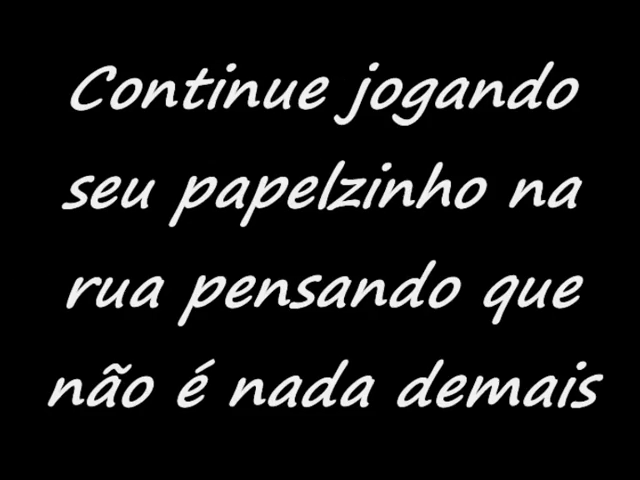 Continue jogando
seu papelzinho na
rua pensando que
não é nada demais